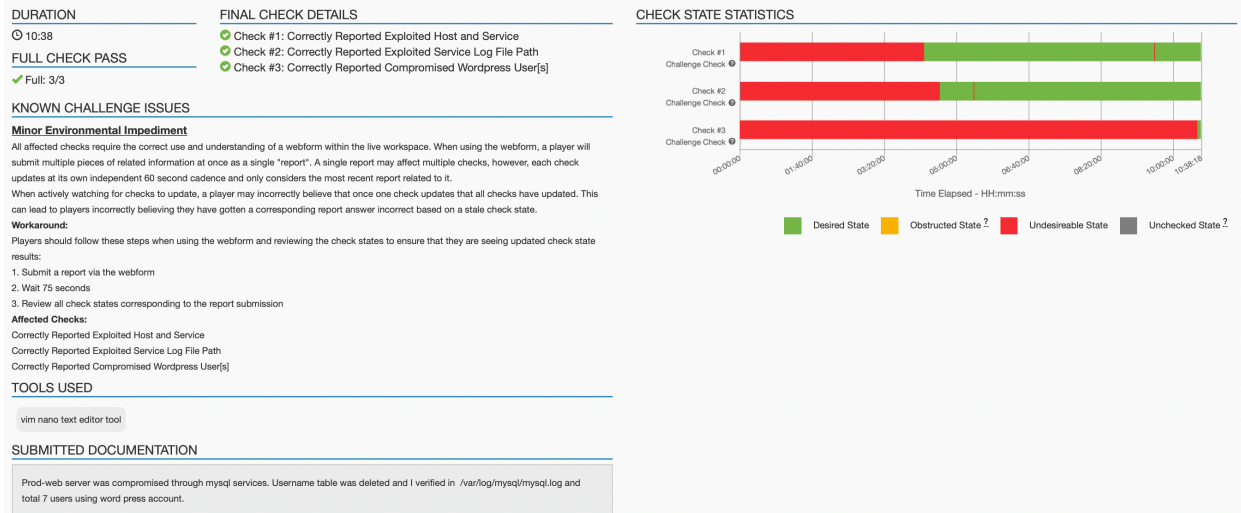 DURATION
10:38
FULL CHECK PASS
Full: 3/3
FINAL CHECK DETAILS
Check #1: Correctly Reported Exploited Host and Service
Check #2: Correctly Reported Exploited Service Log File Path
Check #3: Correctly Reported Compromised Wordpress User[s]
KNOWN CHALLENGE ISSUES
Minor Environmental Impediment
All affected checks require the correct use and understanding of a webform within the live workspace. When using the webform, a player will
submit multiple pieces of related information at once as a single "report". A single report may affect multiple checks, however, each check
updates at its own independent 60 second cadence and only considers the most recent report related to it.
When actively watching for checks to update, a player may incorrectly believe that once one check updates that all checks have updated. This
can lead to players incorrectly believing they have gotten a corresponding report answer incorrect based on a stale check state.
Workaround:
Players should follow these steps when using the webform and reviewing the check states to ensure that they are seeing updated check state
results:
1. Submit a report via the webform
2. Wait 75 seconds
3. Review all check states corresponding to the report submission
Affected Checks:
Correctly Reported Exploited Host and Service
Correctly Reported Exploited Service Log File Path
Correctly Reported Compromised Wordpress User[s]
TOOLS USED
vim nano text editor tool
SUBMITTED DOCUMENTATION
Prod-web server was compromised through mysql services. Username table was deleted and I verified in /var/log/mysql/mysql.log and
total 7 users using word press account.
CHECK STATE STATISTICS
Check #1
Challenge Check ?
Check #2
Challenge Check ?
Check #3
Challenge Check ?
00:00:00 01:40:00 03:20:00 05:00:00 06:40:00 08:20:00 10:00:00 10:38:18
Time Elapsed - HH:mm:ss
Desired State Obstructed State ? Undesireable State Unchecked State ?